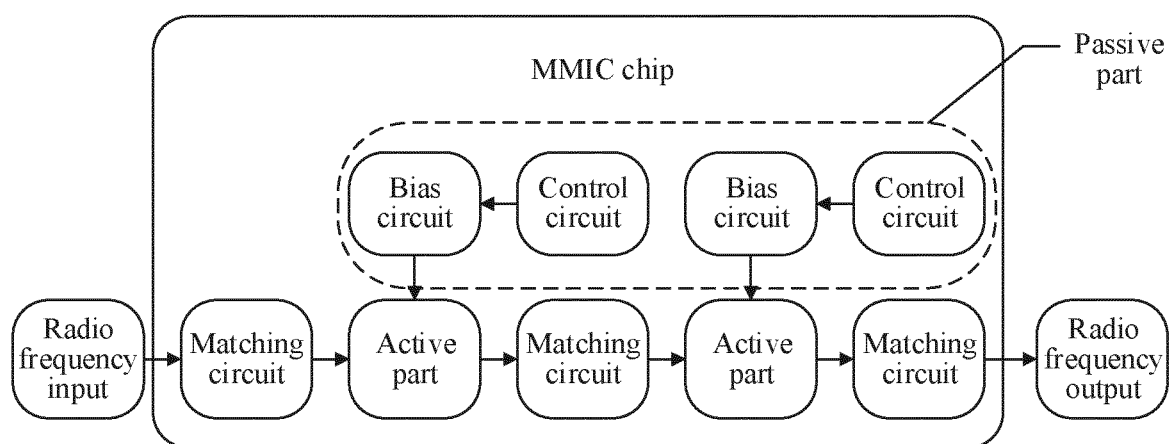 MMIC chip
Passive
part
Bias
circuit
Control
circuit
Bias
circuit
Control
circuit
Radio
frequency
input
Matching
circuit
Active
part
Matching
circuit
Active
part
Matching
circuit
Radio
frequency
output